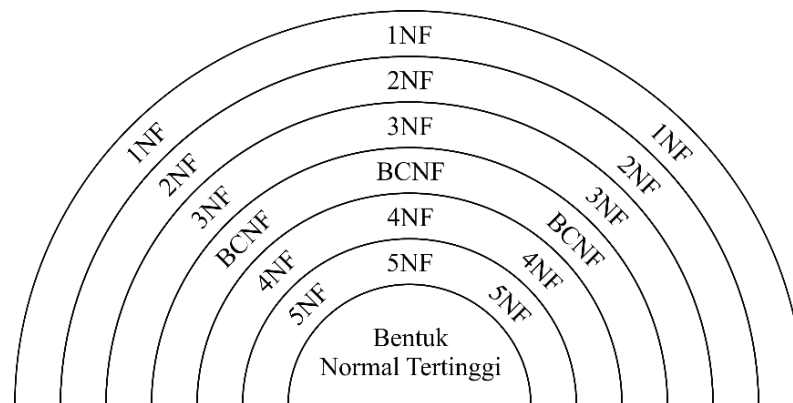 1NF
2NF
3NF
BCNF
4NF
5NF
1NF
2NF
3NF
BCNF
4NF
5NF
1NF
2NF
3NF
BCNF
4NF
5NF
Bentuk
Normal Tertinggi